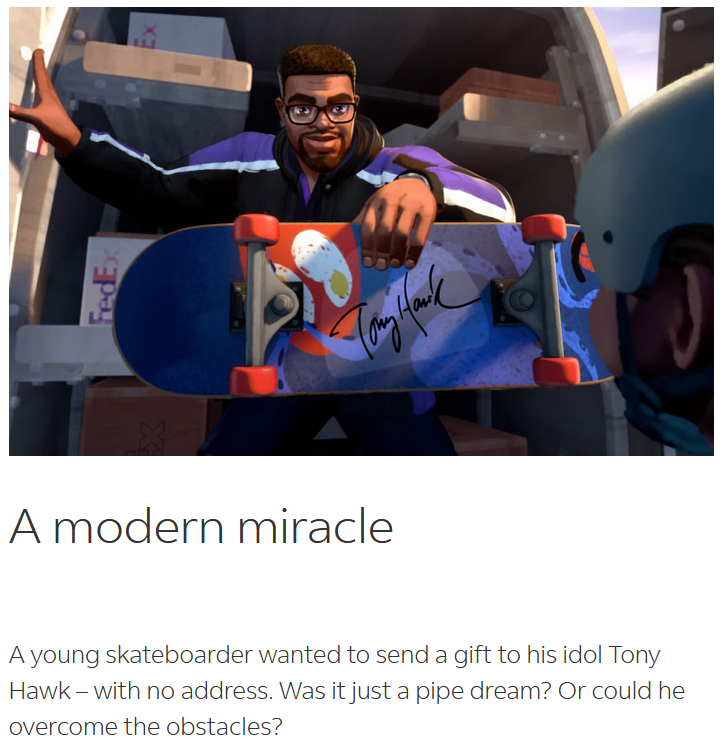 Ex
FedEx
Tony Hawk
Ex
A modern miracle
A young skateboarder wanted to send a gift to his idol Tony
Hawk – with no address. Was it just a pipe dream? Or could he
overcome the obstacles?